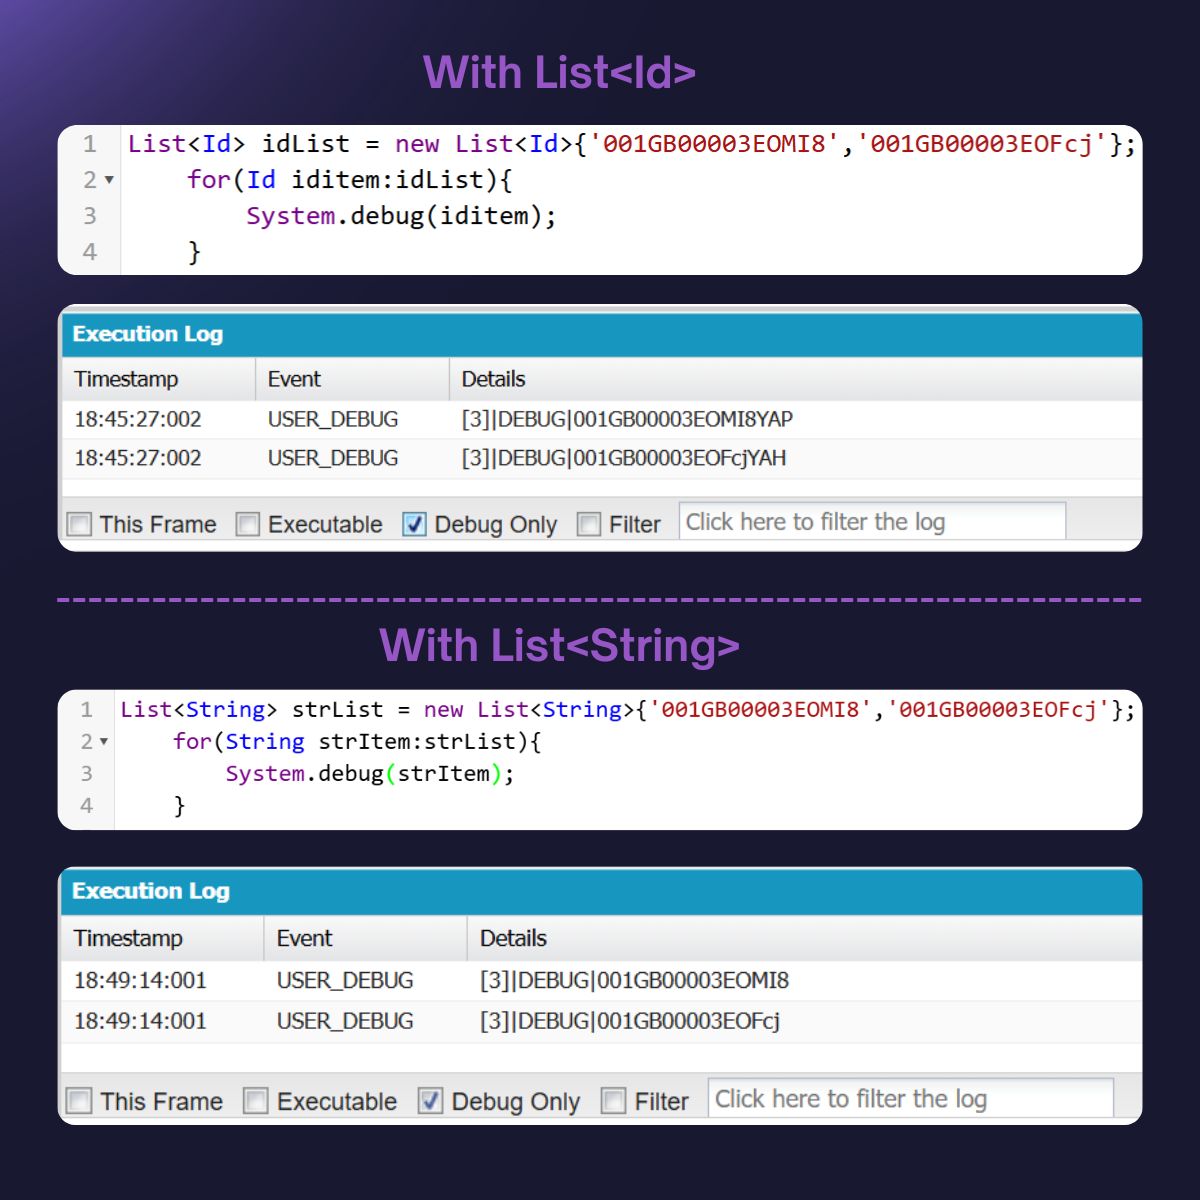 With List<Id>
1 List<Id> idList = new List<Id>{'001GB00003EOMI8','001GB00003EOFcj'};
2 for(Id iditem:idList){
3 System.debug(iditem);
4 }
Execution Log
Timestamp Event Details
18:45:27:002 USER_DEBUG [3]|DEBUG|001GB00003EOMI8YAP
18:45:27:002 USER_DEBUG [3]|DEBUG|001GB00003EOFcjYAH
This Frame Executable Debug Only Filter Click here to filter the log
With List<String>
1 List<String> strList = new List<String>{'001GB00003EOMI8','001GB00003EOFcj'};
2 for(String strItem:strList){
3 System.debug(strItem);
4 }
Execution Log
Timestamp Event Details
18:49:14:001 USER_DEBUG [3]|DEBUG|001GB00003EOMI8
18:49:14:001 USER_DEBUG [3]|DEBUG|001GB00003EOFcj
This Frame Executable Debug Only Filter Click here to filter the log